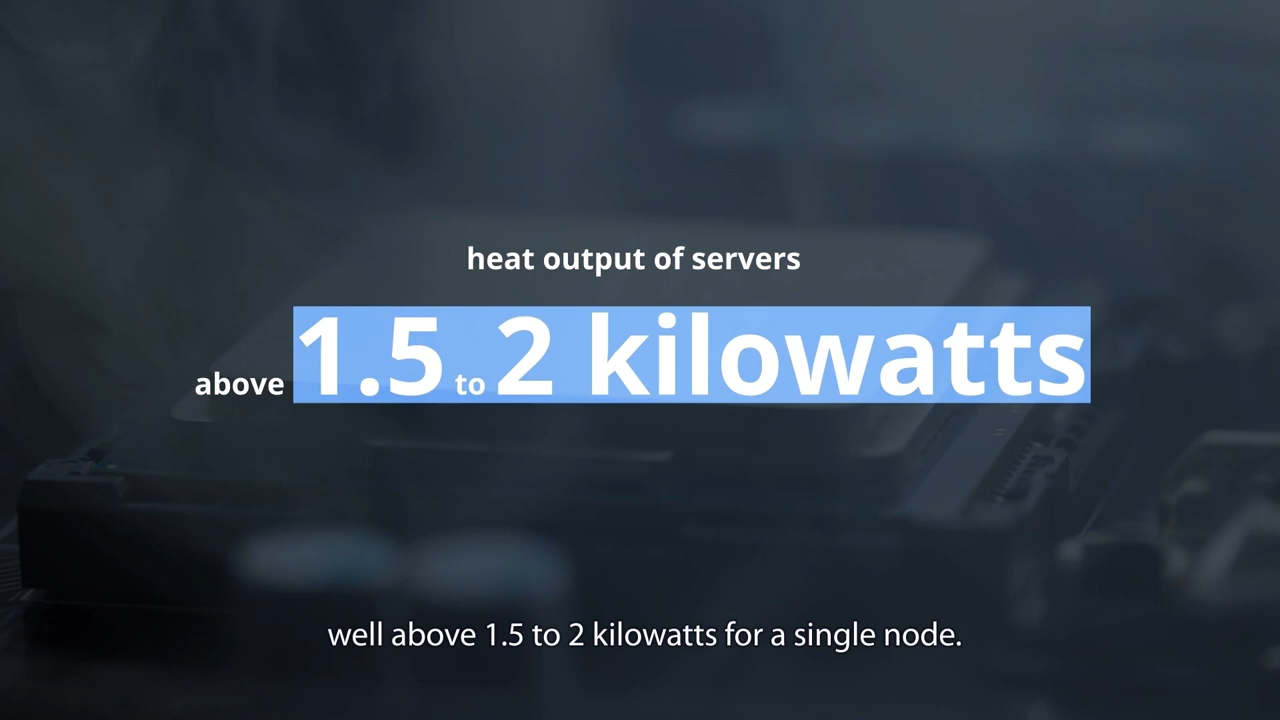 heat output of servers
above 1.5 to 2 kilowatts
well above 1.5 to 2 kilowatts for a single node.